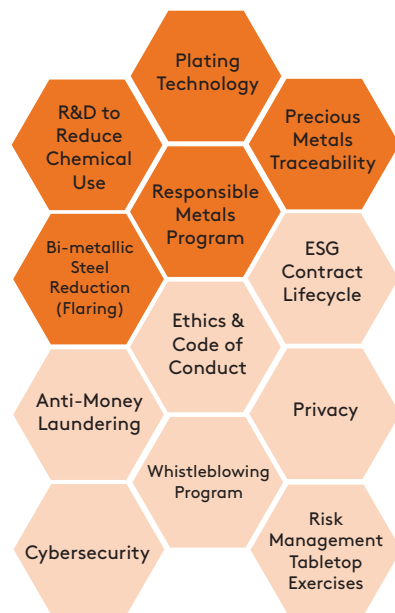 Plating
Technology
R&D to
Reduce
Chemical
Use
Precious
Metals
Traceability
Responsible
Metals
Program
Bi-metallic
Steel
Reduction
(Flaring)
ESG
Contract
Lifecycle
Ethics &
Code of
Conduct
Anti-Money
Laundering
Privacy
Whistleblowing
Program
Cybersecurity
Risk
Management
Tabletop
Exercises